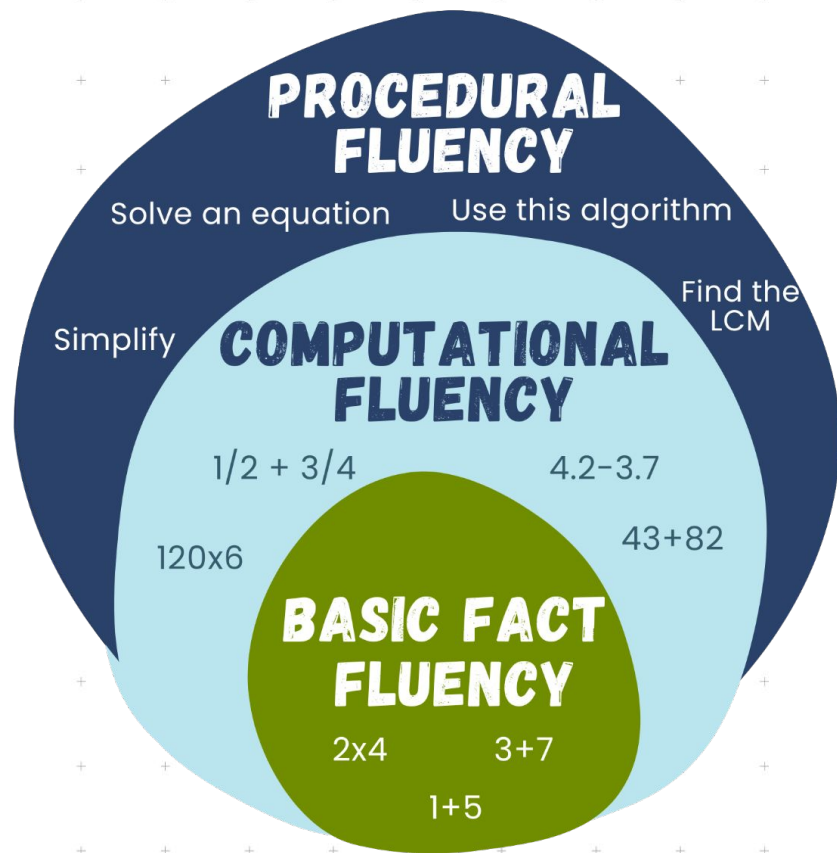 PROCEDURAL
FLUENCY
Solve an equation
Use this algorithm
Find the
LCM
Simplify
COMPUTATIONAL
FLUENCY
1/2 + 3/4
4.2-3.7
120x6
43+82
BASIC FACT
FLUENCY
2x4
3+7
1+5